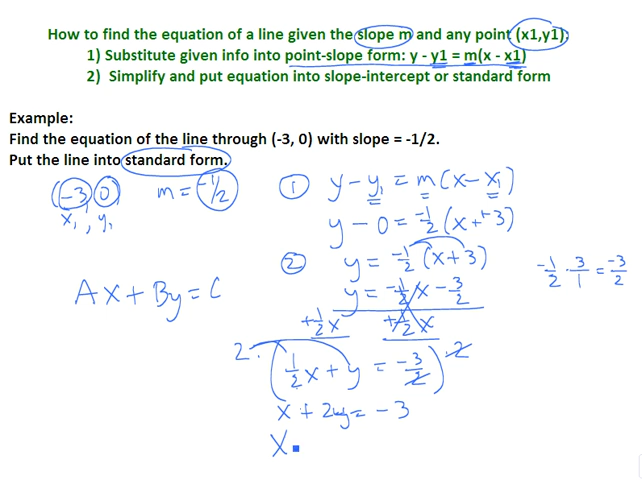 How to find the equation of a line given the slope m and any point (x1,y1):
1) Substitute given info into point-slope form: y - y1 = m(x - x1)
2) Simplify and put equation into slope-intercept or standard form
Example:
Find the equation of the line through (-3, 0) with slope = -1/2.
Put the line into standard form.
(-3, 0) m = -1/2
x₁, y₁
① y - y₁ = m(x - x₁)
y - 0 = -1/2 (x + 3)
② y = -1/2 (x + 3)
-1/2 · 3/1 = -3/2
y = -1/2 x - 3/2
Ax + By = C
+1/2 x +1/2 x
2 · (1/2 x + y = -3/2) · 2
x + 2y = -3
x